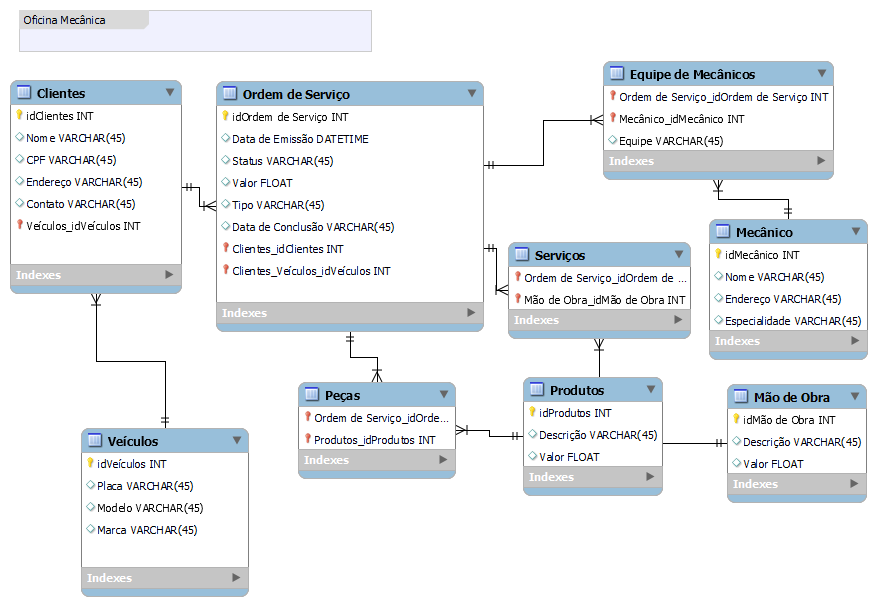 Oficina Mecânica
Clientes
idClientes INT
Nome VARCHAR(45)
CPF VARCHAR(45)
Endereço VARCHAR(45)
Contato VARCHAR(45)
Veículos_idVeículos INT
Indexes
Ordem de Serviço
idOrdem de Serviço INT
Data de Emissão DATETIME
Status VARCHAR(45)
Valor FLOAT
Tipo VARCHAR(45)
Data de Conclusão VARCHAR(45)
Clientes_idClientes INT
Clientes_Veículos_idVeículos INT
Indexes
Equipe de Mecânicos
Ordem de Serviço_idOrdem de Serviço INT
Mecânico_idMecânico INT
Equipe VARCHAR(45)
Indexes
Mecânico
idMecânico INT
Nome VARCHAR(45)
Endereço VARCHAR(45)
Especialidade VARCHAR(45)
Indexes
Serviços
Ordem de Serviço_idOrdem de ...
Mão de Obra_idMão de Obra INT
Indexes
Peças
Ordem de Serviço_idOrde...
Produtos_idProdutos INT
Indexes
Produtos
idProdutos INT
Descrição VARCHAR(45)
Valor FLOAT
Indexes
Mão de Obra
idMão de Obra INT
Descrição VARCHAR(45)
Valor FLOAT
Indexes
Veículos
idVeículos INT
Placa VARCHAR(45)
Modelo VARCHAR(45)
Marca VARCHAR(45)
Indexes